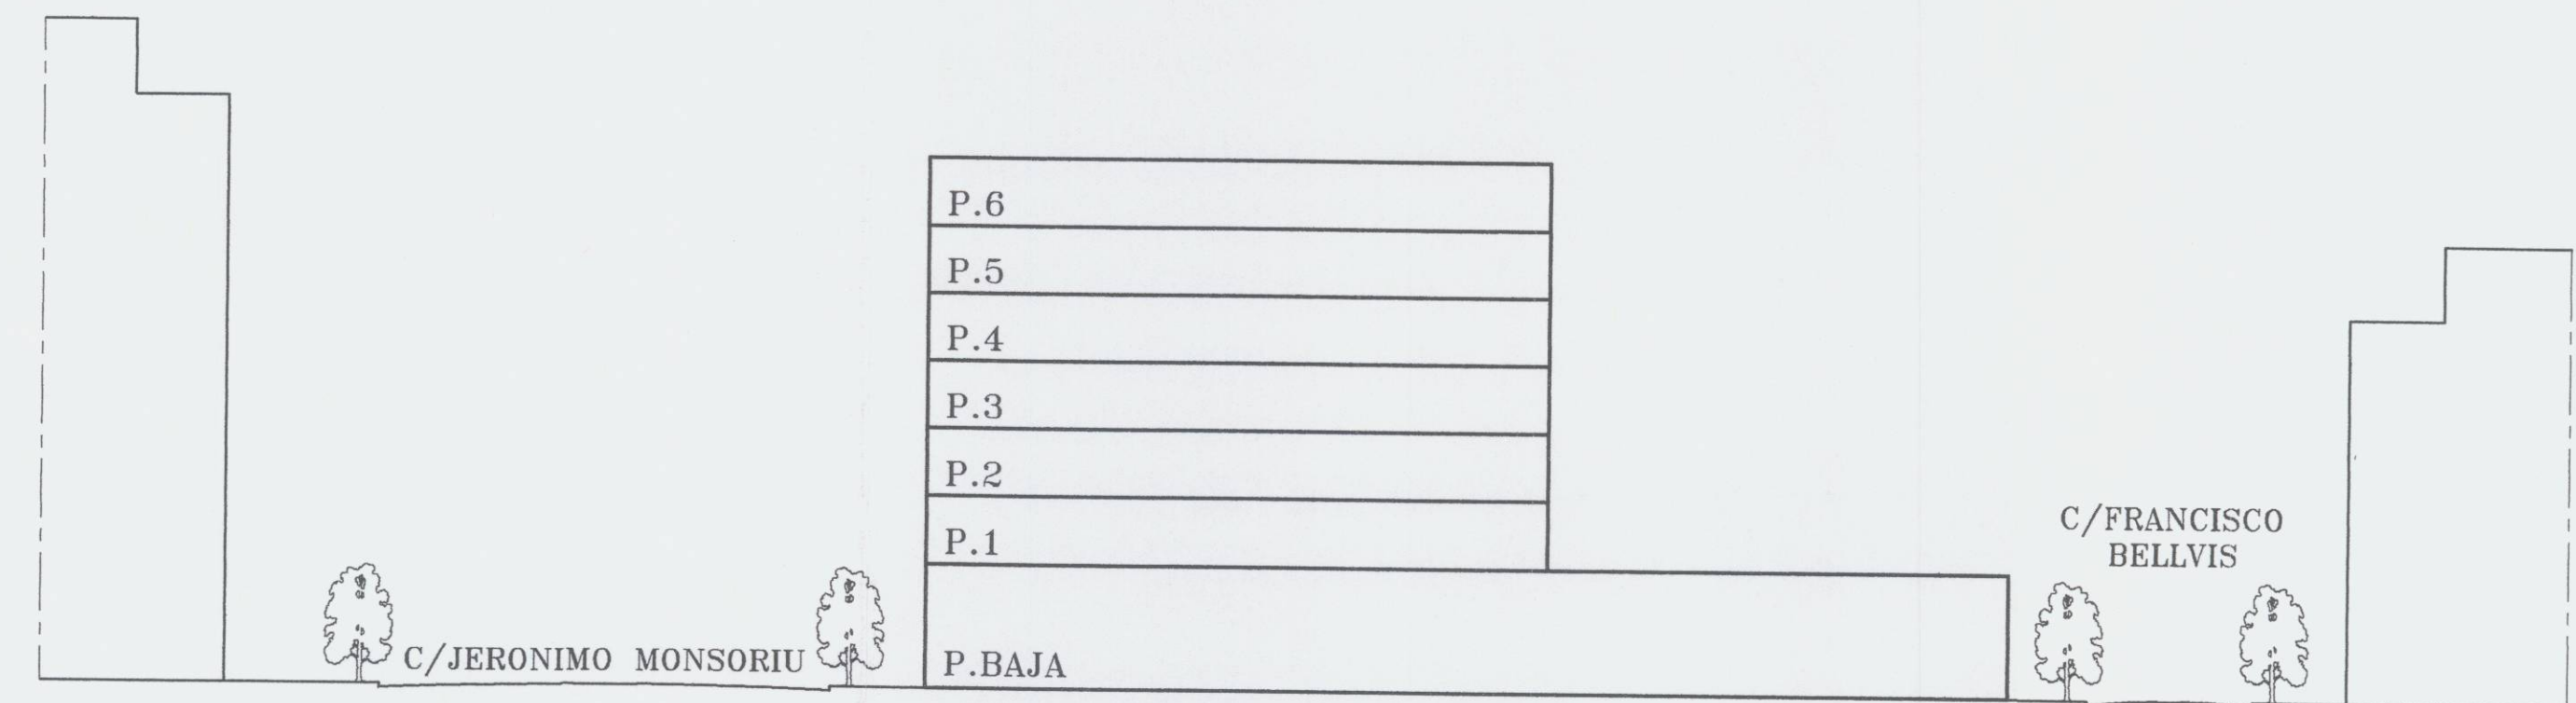 P.6
P.5
P.4
P.3
P.2
P.1
P.BAJA
C/JERONIMO MONSORIU
C/FRANCISCO
BELLVIS